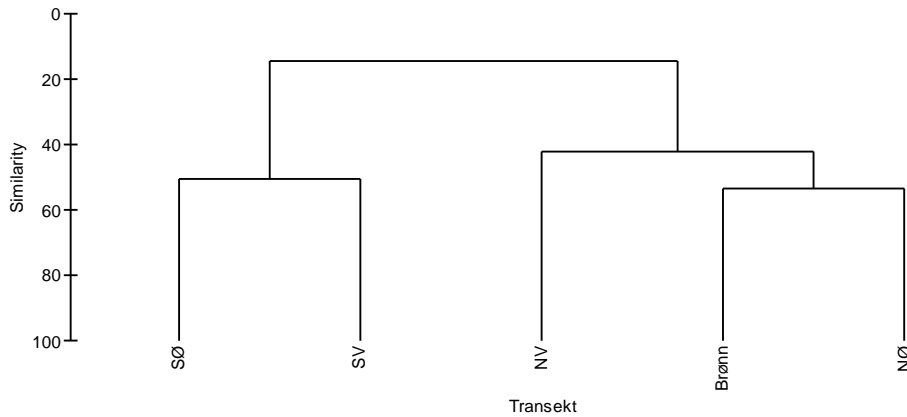 0
20
40
60
80
100
Similarity
SØ
SV
NV
Brønn
NØ
Transekt